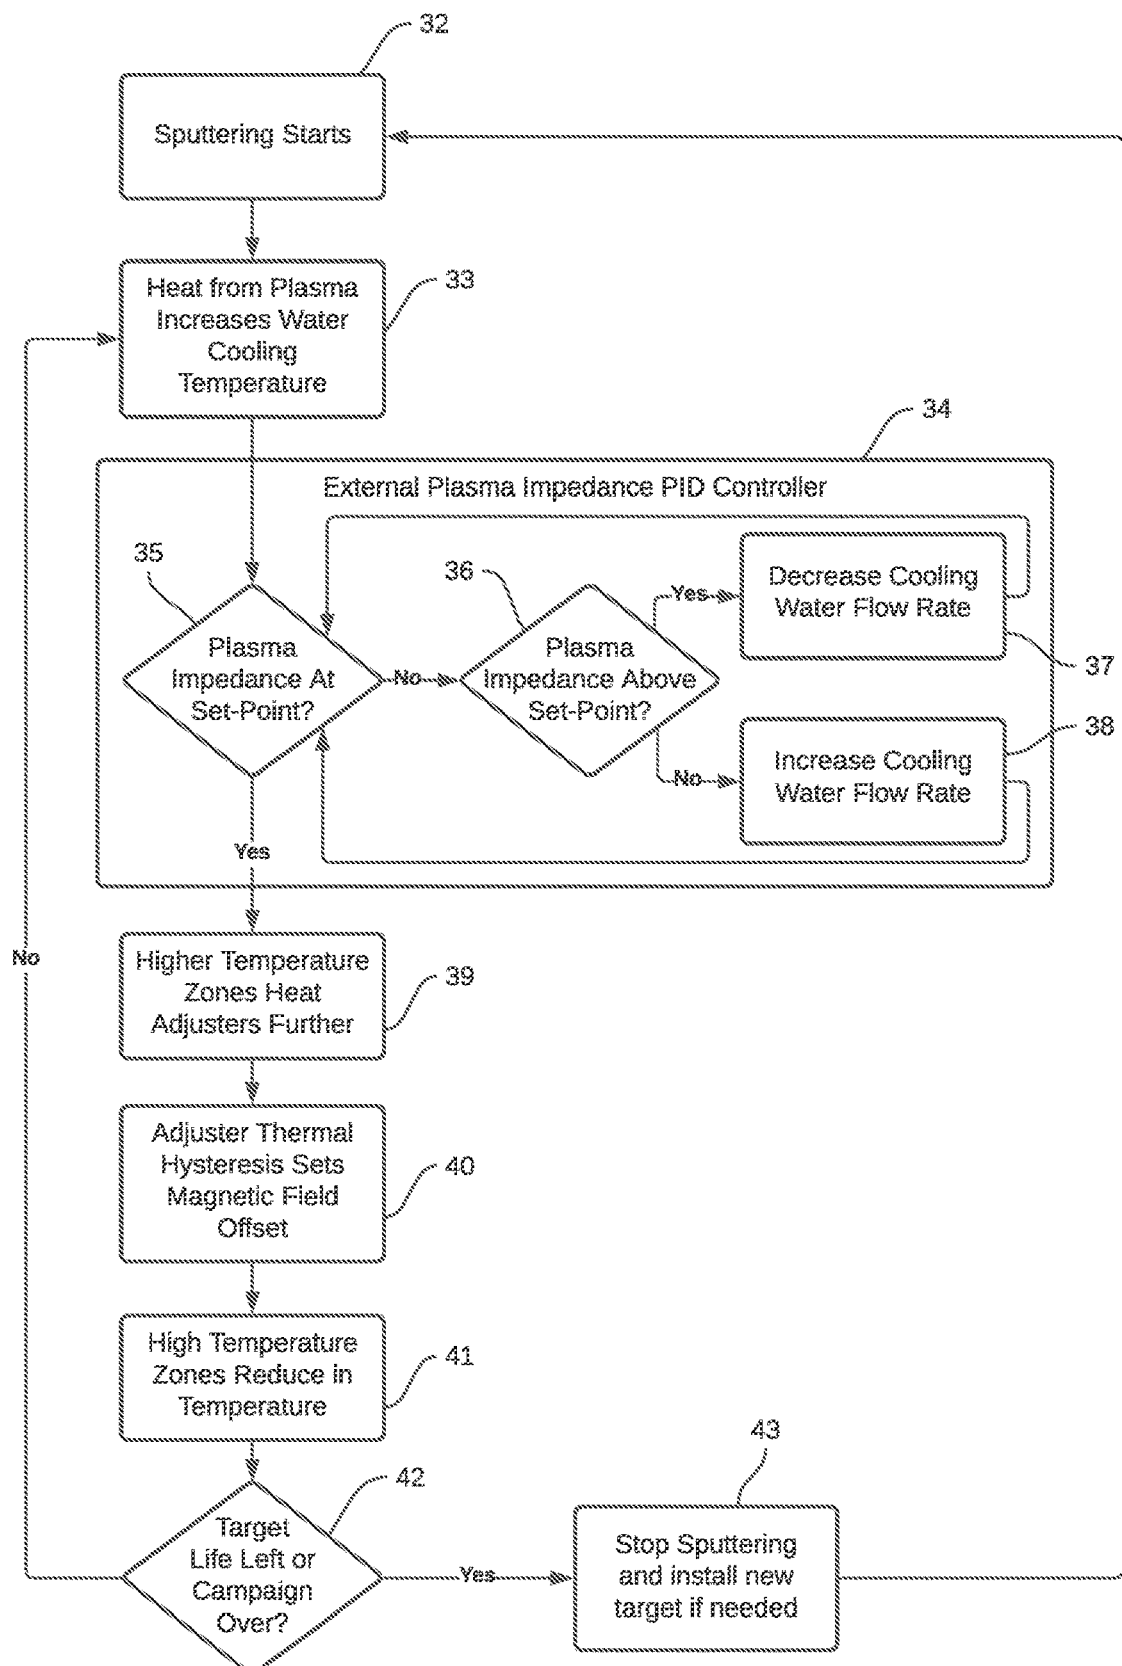 32
Sputtering Starts
33
Heat from Plasma
Increases Water
Cooling
Temperature
34
External Plasma Impedance PID Controller
35
Plasma
Impedance At
Set-Point?
No
36
Plasma
Impedance Above
Set-Point?
Yes
Decrease Cooling
Water Flow Rate
37
No
Increase Cooling
Water Flow Rate
38
Yes
No
Higher Temperature
Zones Heat
Adjusters Further
39
Adjuster Thermal
Hysteresis Sets
Magnetic Field
Offset
40
High Temperature
Zones Reduce in
Temperature
41
42
Target
Life Left or
Campaign
Over?
Yes
43
Stop Sputtering
and install new
target if needed